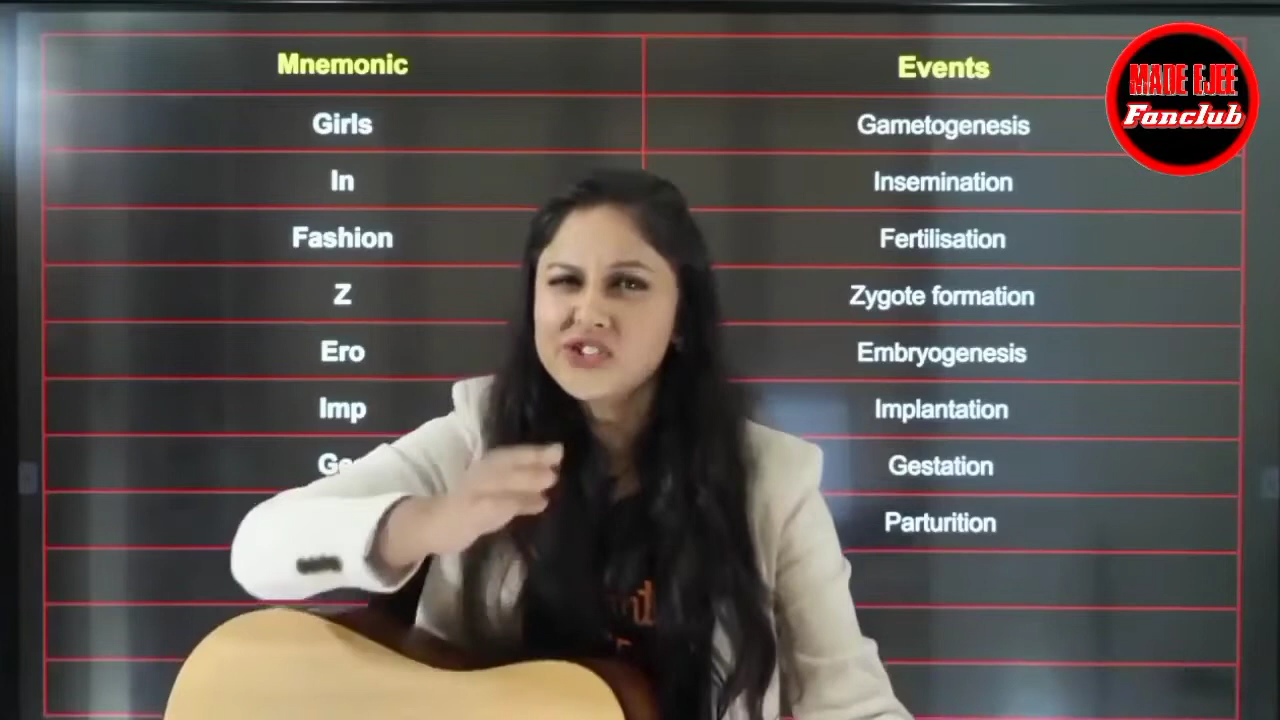 Mnemonic Events
Girls Gametogenesis
In Insemination
Fashion Fertilisation
Z Zygote formation
Ero Embryogenesis
Imp Implantation
Gestation
Parturition
MADE EJEE
Fanclub